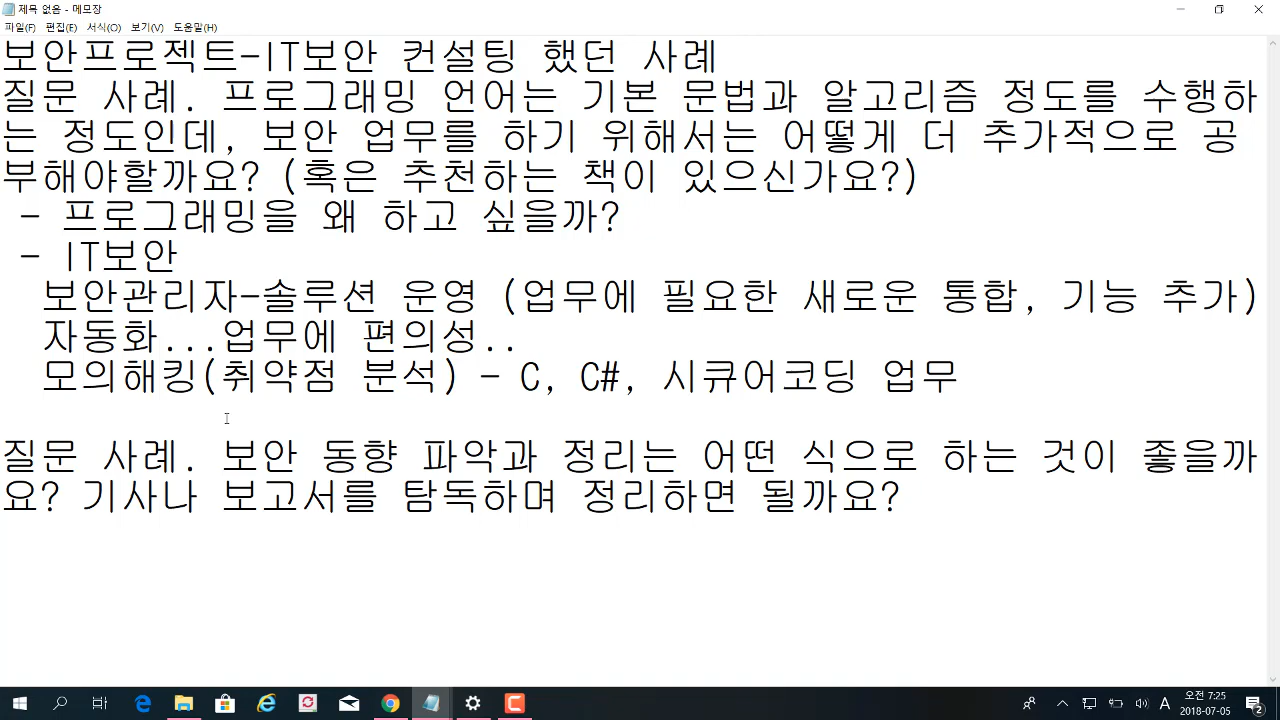 제목 없음 - 메모장
파일(F) 편집(E) 서식(O) 보기(V) 도움말(H)
보안프로젝트-IT보안 컨설팅 했던 사례
질문 사례. 프로그래밍 언어는 기본 문법과 알고리즘 정도를 수행하
는 정도인데, 보안 업무를 하기 위해서는 어떻게 더 추가적으로 공
부해야할까요? (혹은 추천하는 책이 있으신가요?)
- 프로그래밍을 왜 하고 싶을까?
- IT보안
보안관리자-솔루션 운영 (업무에 필요한 새로운 통합, 기능 추가)
자동화...업무에 편의성..
모의해킹(취약점 분석) - C, C#, 시큐어코딩 업무
질문 사례. 보안 동향 파악과 정리는 어떤 식으로 하는 것이 좋을까
요? 기사나 보고서를 탐독하며 정리하면 될까요?
A
오전 7:25
2018-07-05
2